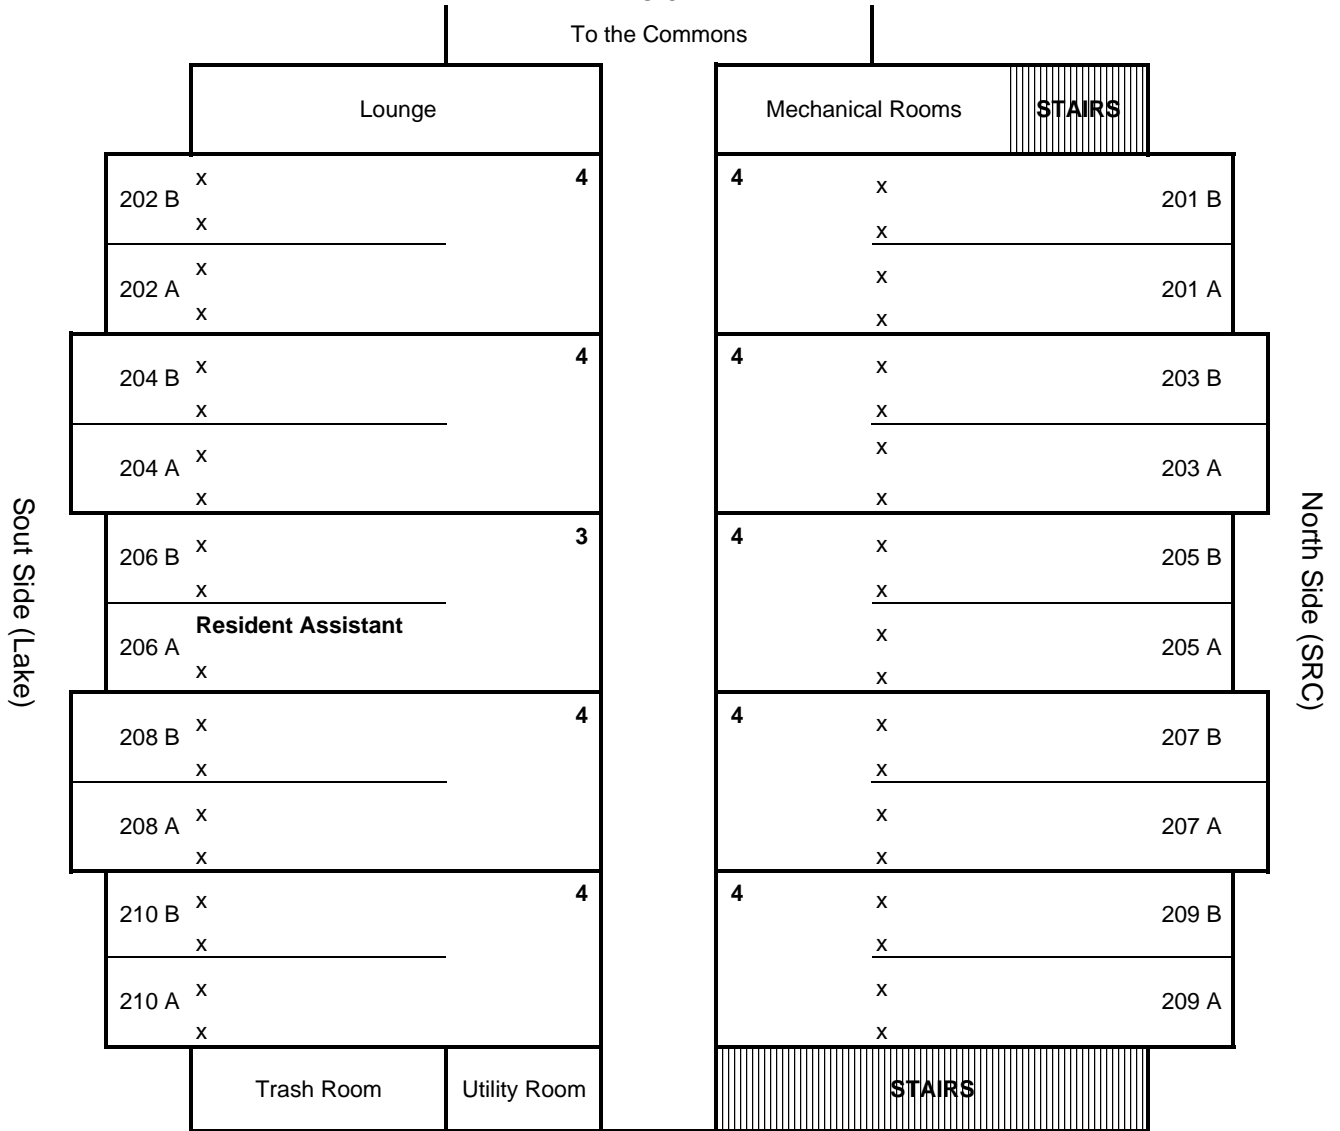 To the Commons
Lounge
Mechanical Rooms
STAIRS
x 4 4
202 B x 201 B
x x
x x
202 A 201 A
x x
4 4
204 B x x 203 B
x x
x x
204 A 203 A
x x
3 4
206 B x x 205 B
x x
Resident Assistant
206 A x 205 A
x x
4 4
208 B x x 207 B
x x
x x
208 A 207 A
x x
4 4
210 B x x 209 B
x x
x x
210 A 209 A
x x
Trash Room
Utility Room
STAIRS
Sout Side (Lake)
North Side (SRC)